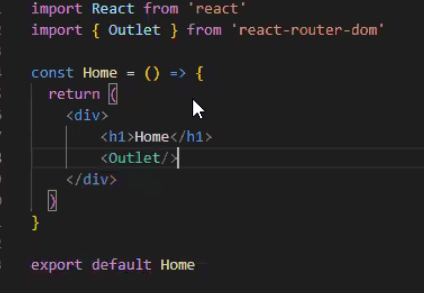 import React from 'react'
import { Outlet } from 'react-router-dom'
const Home = () => {
return (
<div>
<h1>Home</h1>
<Outlet/>
</div>
)
}
export default Home